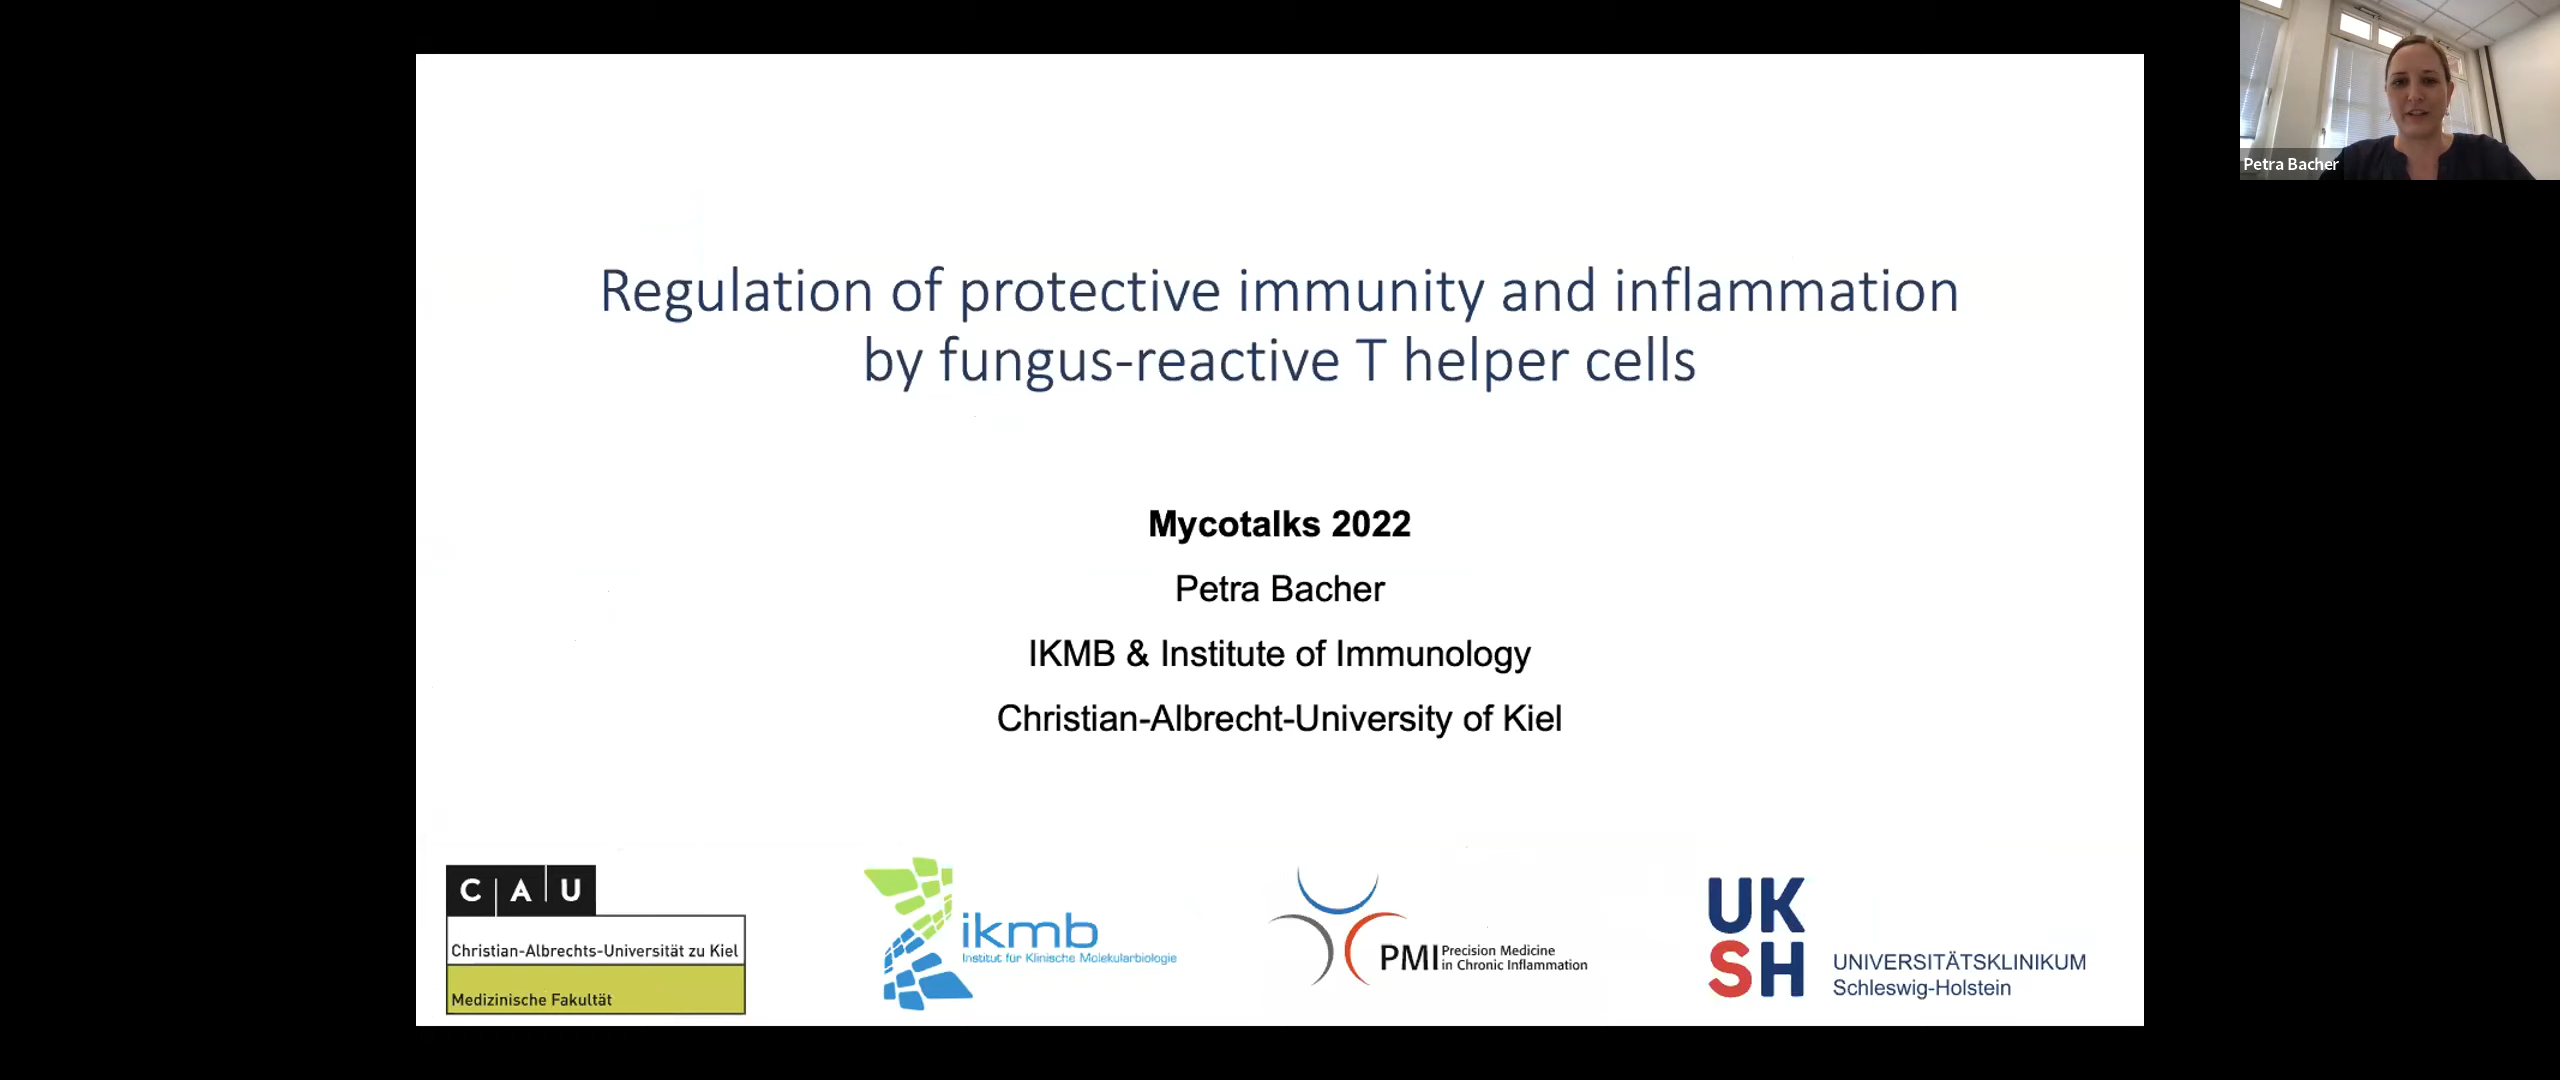 Petra Bacher
Regulation of protective immunity and inflammation
by fungus-reactive T helper cells
Mycotalks 2022
Petra Bacher
IKMB & Institute of Immunology
Christian-Albrecht-University of Kiel
C A U
Christian-Albrechts-Universität zu Kiel
Medizinische Fakultät
ikmb
Institut für Klinische Molekularbiologie
PMI Precision Medicine
in Chronic Inflammation
UK
SH
UNIVERSITÄTSKLINIKUM
Schleswig-Holstein